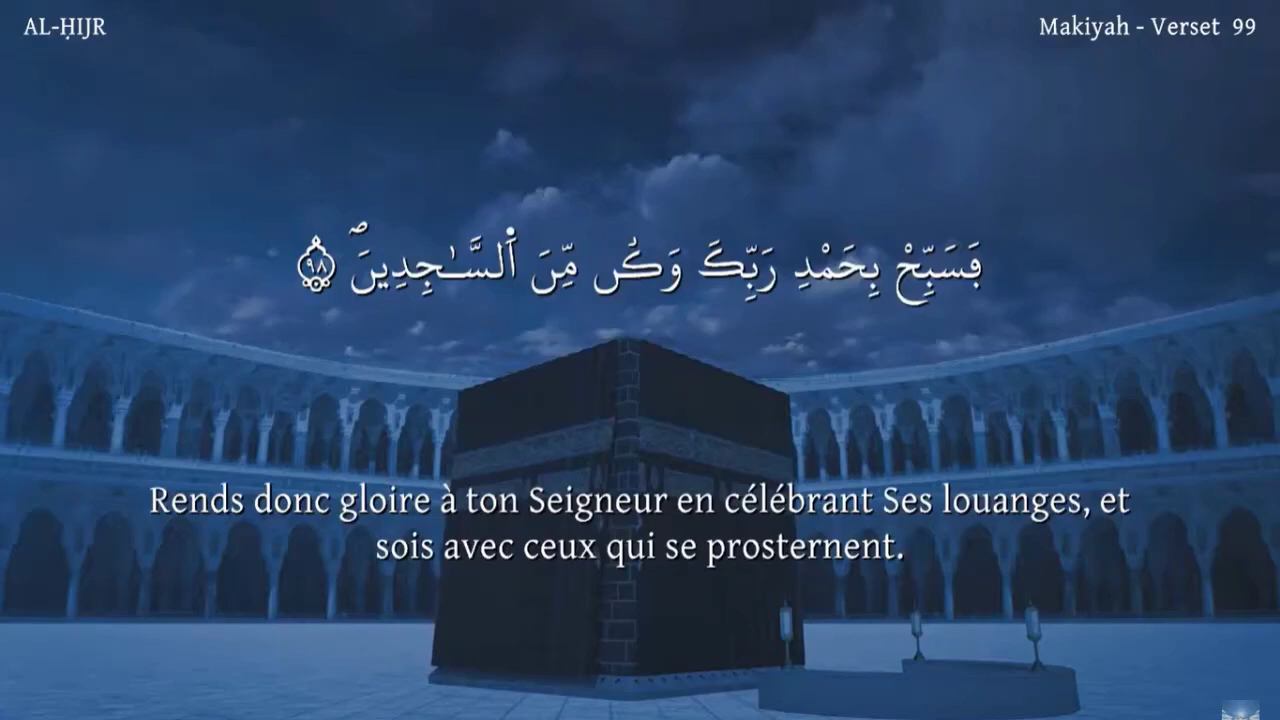 AL-ḤIJR
Makiyah - Verset 99
فَسَبِّحْ بِحَمْدِ رَبِّكَ وَكُن مِّنَ ٱلسَّـٰجِدِينَ ۝٩٨
Rends donc gloire à ton Seigneur en célébrant Ses louanges, et
sois avec ceux qui se prosternent.